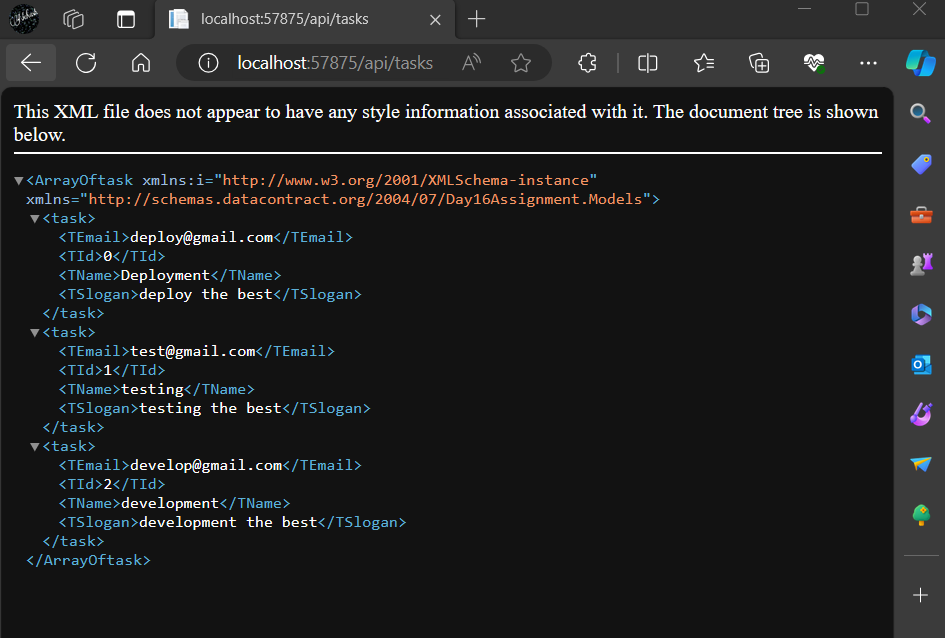 localhost:57875/api/tasks
localhost:57875/api/tasks
This XML file does not appear to have any style information associated with it. The document tree is shown
below.
<ArrayOftask xmlns:i="http://www.w3.org/2001/XMLSchema-instance"
xmlns="http://schemas.datacontract.org/2004/07/Day16Assignment.Models">
<task>
<TEmail>deploy@gmail.com</TEmail>
<TId>0</TId>
<TName>Deployment</TName>
<TSlogan>deploy the best</TSlogan>
</task>
<task>
<TEmail>test@gmail.com</TEmail>
<TId>1</TId>
<TName>testing</TName>
<TSlogan>testing the best</TSlogan>
</task>
<task>
<TEmail>develop@gmail.com</TEmail>
<TId>2</TId>
<TName>development</TName>
<TSlogan>development the best</TSlogan>
</task>
</ArrayOftask>